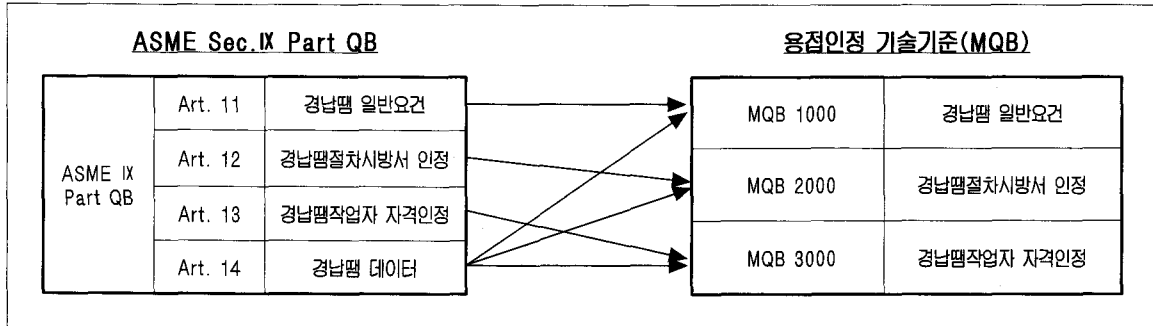 ASME Sec.Ⅸ Part QB
용접인정 기술기준(MQB)
ASME Ⅸ
Part QB
Art. 11
경납땜 일반요건
Art. 12
경납땜절차시방서 인정
Art. 13
경납땜작업자 자격인정
Art. 14
경납땜 데이터
MQB 1000
경납땜 일반요건
MQB 2000
경납땜절차시방서 인정
MQB 3000
경납땜작업자 자격인정